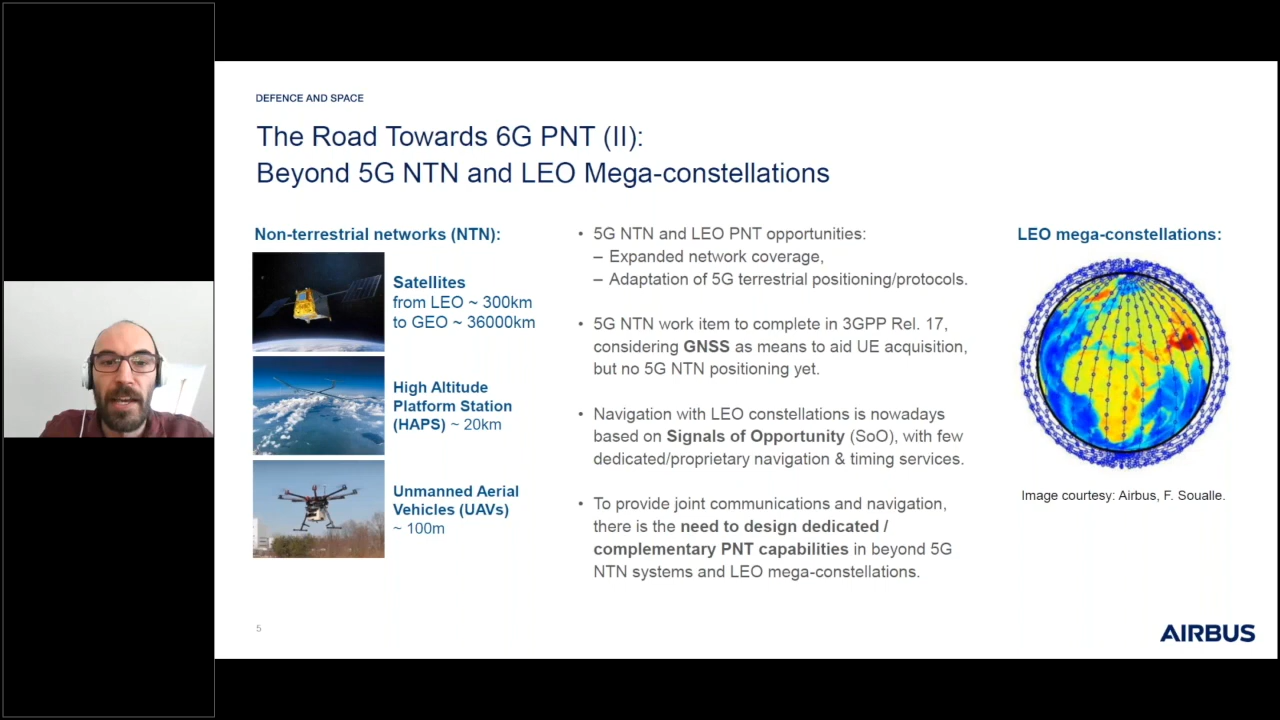 DEFENCE AND SPACE
The Road Towards 6G PNT (II):
Beyond 5G NTN and LEO Mega-constellations
Non-terrestrial networks (NTN):
Satellites
from LEO ~ 300km
to GEO ~ 36000km
High Altitude
Platform Station
(HAPS) ~ 20km
Unmanned Aerial
Vehicles (UAVs)
~ 100m
• 5G NTN and LEO PNT opportunities:
– Expanded network coverage,
– Adaptation of 5G terrestrial positioning/protocols.
• 5G NTN work item to complete in 3GPP Rel. 17,
considering GNSS as means to aid UE acquisition,
but no 5G NTN positioning yet.
• Navigation with LEO constellations is nowadays
based on Signals of Opportunity (SoO), with few
dedicated/proprietary navigation & timing services.
• To provide joint communications and navigation,
there is the need to design dedicated /
complementary PNT capabilities in beyond 5G
NTN systems and LEO mega-constellations.
LEO mega-constellations:
Image courtesy: Airbus, F. Soualle.
5
AIRBUS